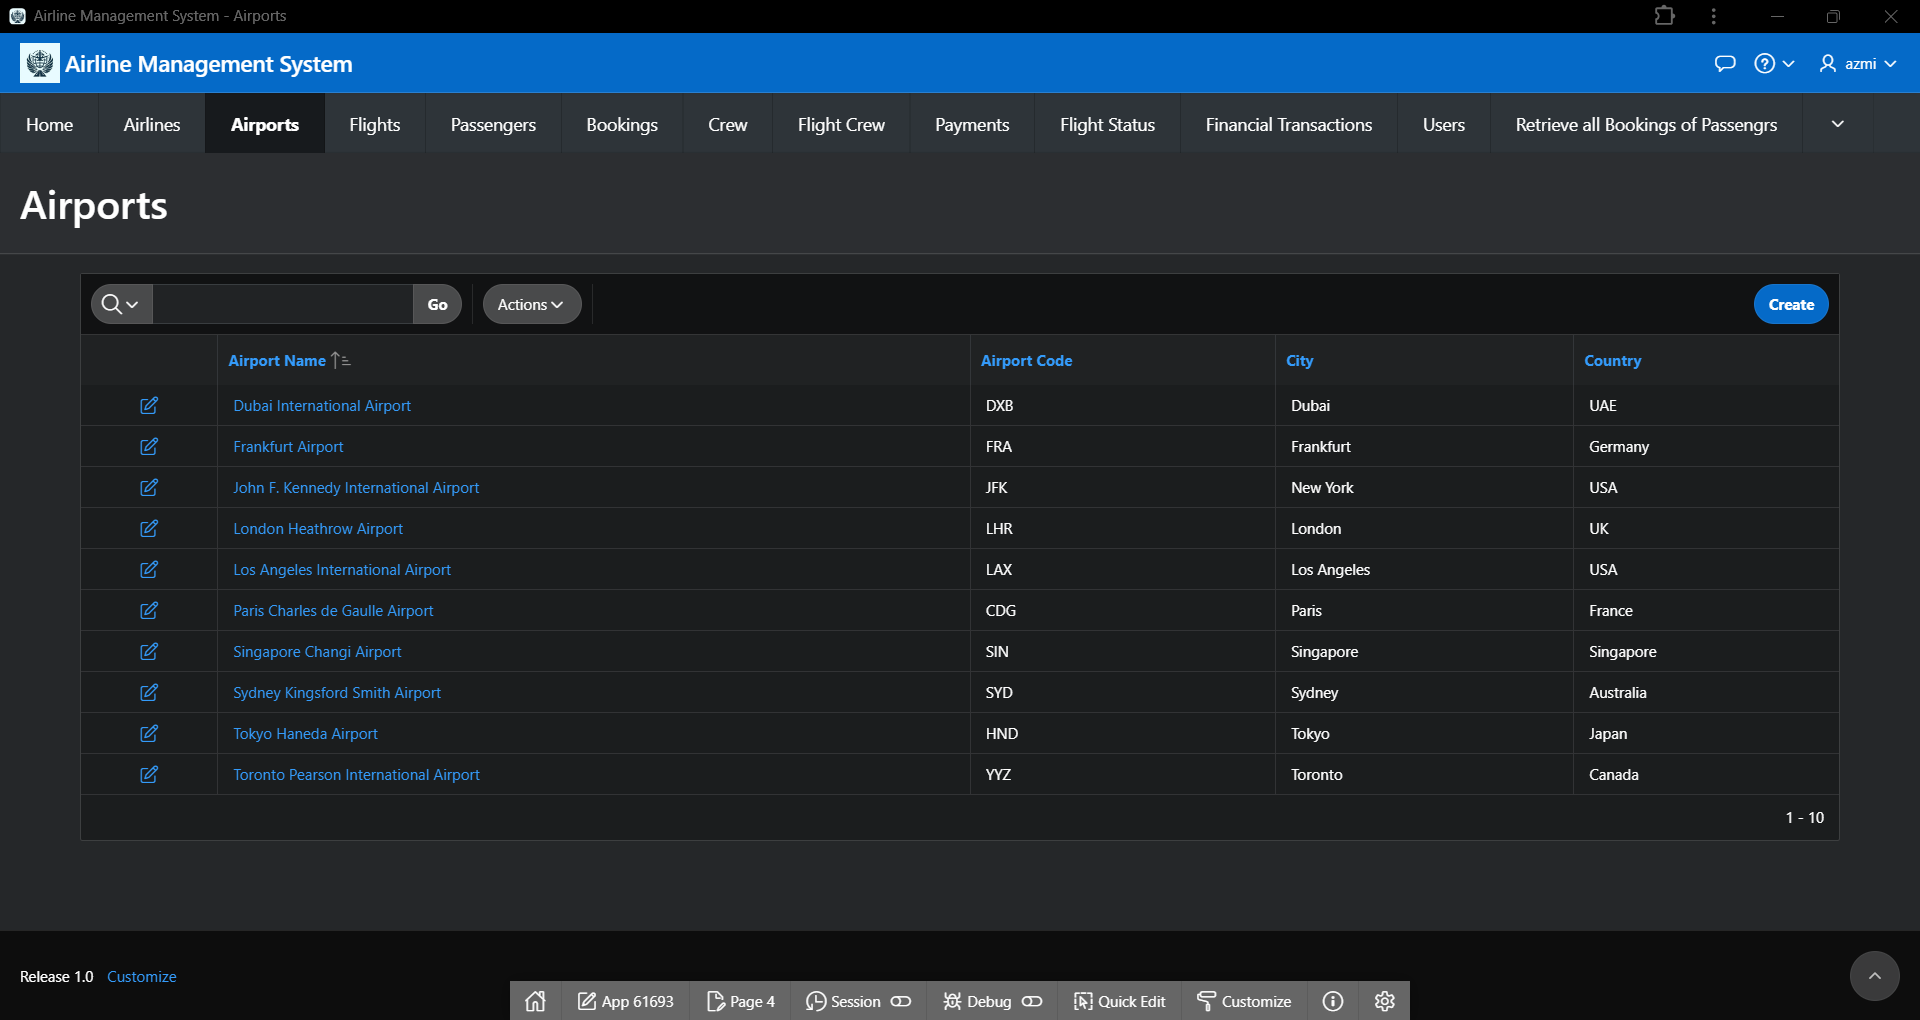 Airline Management System - Airports
Airline Management System
azmi
Home Airlines Airports Flights Passengers Bookings Crew Flight Crew Payments Flight Status Financial Transactions Users Retrieve all Bookings of Passengrs
Airports
Go Actions Create
Airport Name Airport Code City Country
Dubai International Airport DXB Dubai UAE
Frankfurt Airport FRA Frankfurt Germany
John F. Kennedy International Airport JFK New York USA
London Heathrow Airport LHR London UK
Los Angeles International Airport LAX Los Angeles USA
Paris Charles de Gaulle Airport CDG Paris France
Singapore Changi Airport SIN Singapore Singapore
Sydney Kingsford Smith Airport SYD Sydney Australia
Tokyo Haneda Airport HND Tokyo Japan
Toronto Pearson International Airport YYZ Toronto Canada
1 - 10
Release 1.0 Customize
App 61693 Page 4 Session Debug Quick Edit Customize